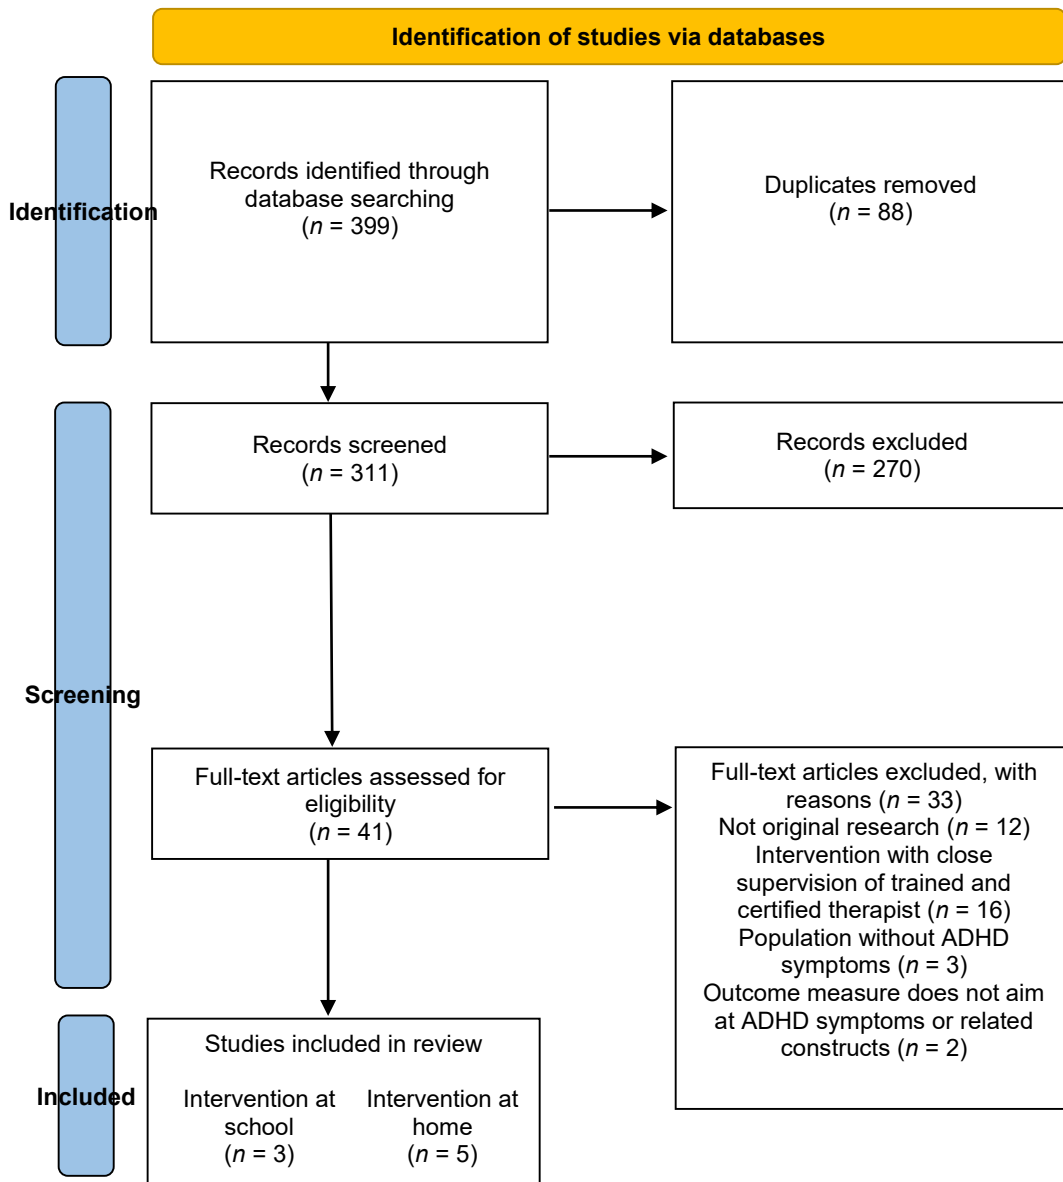 Identification of studies via databases
Identification
Records identified through
database searching
(n = 399)
Duplicates removed
(n = 88)
Screening
Records screened
(n = 311)
Records excluded
(n = 270)
Full-text articles assessed for
eligibility
(n = 41)
Full-text articles excluded, with
reasons (n = 33)
Not original research (n = 12)
Intervention with close
supervision of trained and
certified therapist (n = 16)
Population without ADHD
symptoms (n = 3)
Outcome measure does not aim
at ADHD symptoms or related
constructs (n = 2)
Included
Studies included in review
Intervention at
school
(n = 3)
Intervention at
home
(n = 5)